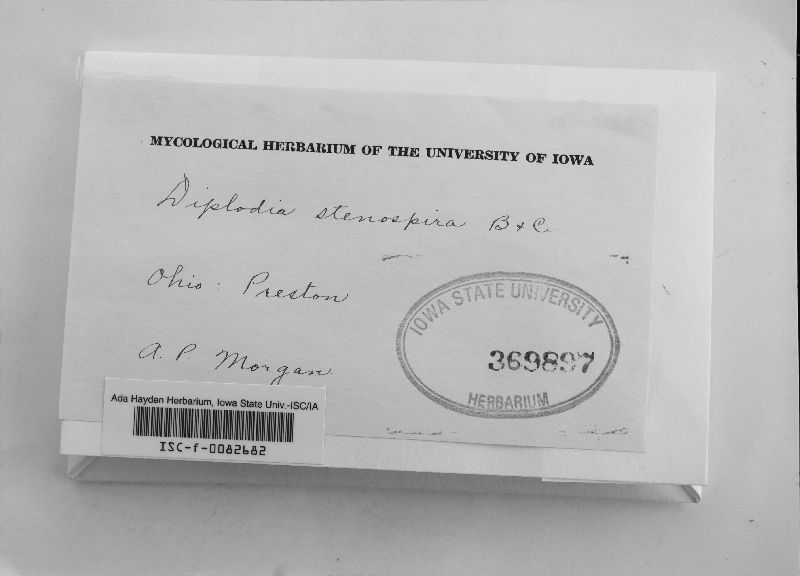 MYCOLOGICAL HERBARIUM OF THE UNIVERSITY OF IOWA
Diplodia stenospira B & C.
Ohio: Preston
A. P. Morgan
IOWA STATE UNIVERSITY
369897
HERBARIUM
Ada Hayden Herbarium, Iowa State Univ.-ISC/IA
ISC-f-0082682